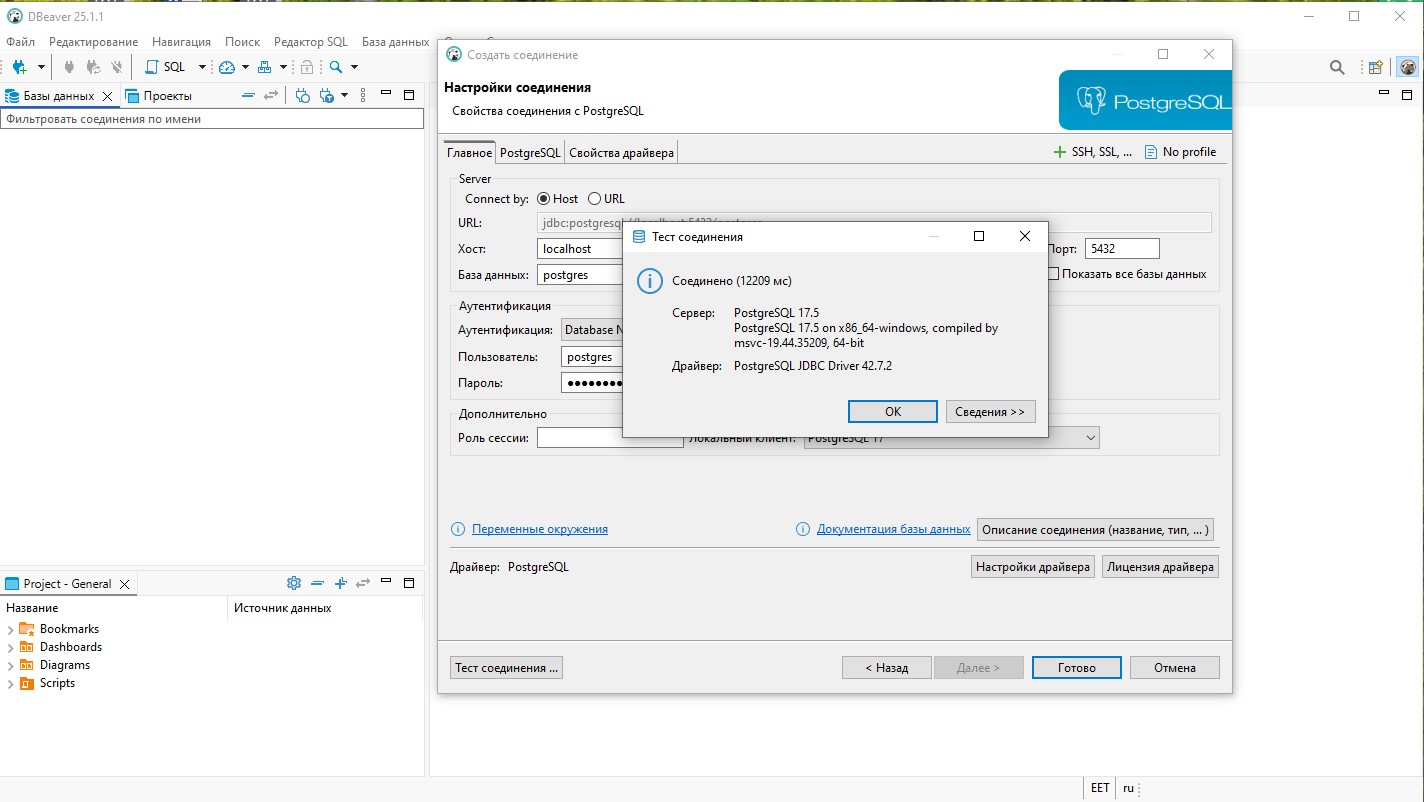 DBeaver 25.1.1
Файл Редактирование Навигация Поиск Редактор SQL База данных
SQL
Базы данных Проекты
Фильтровать соединения по имени
Создать соединение
Настройки соединения
Свойства соединения с PostgreSQL
PostgreSQL
Главное PostgreSQL Свойства драйвера
SSH, SSL, ... No profile
Server
Connect by: Host URL
URL: jdbc:postgresql://localhost:5432/postgres
Хост: localhost
Порт: 5432
База данных: postgres
Показать все базы данных
Аутентификация
Аутентификация: Database N
Пользователь: postgres
Пароль: ●●●●●●●●
Дополнительно
Роль сессии: Локальный клиент: PostgreSQL 17
Тест соединения
Соединено (12209 мс)
Сервер: PostgreSQL 17.5
PostgreSQL 17.5 on x86_64-windows, compiled by
msvc-19.44.35209, 64-bit
Драйвер: PostgreSQL JDBC Driver 42.7.2
OK Сведения >>
Переменные окружения Документация базы данных Описание соединения (название, тип, ... )
Драйвер: PostgreSQL Настройки драйвера Лицензия драйвера
Тест соединения ... < Назад Далее > Готово Отмена
Project - General
Название Источник данных
Bookmarks
Dashboards
Diagrams
Scripts
EET ru